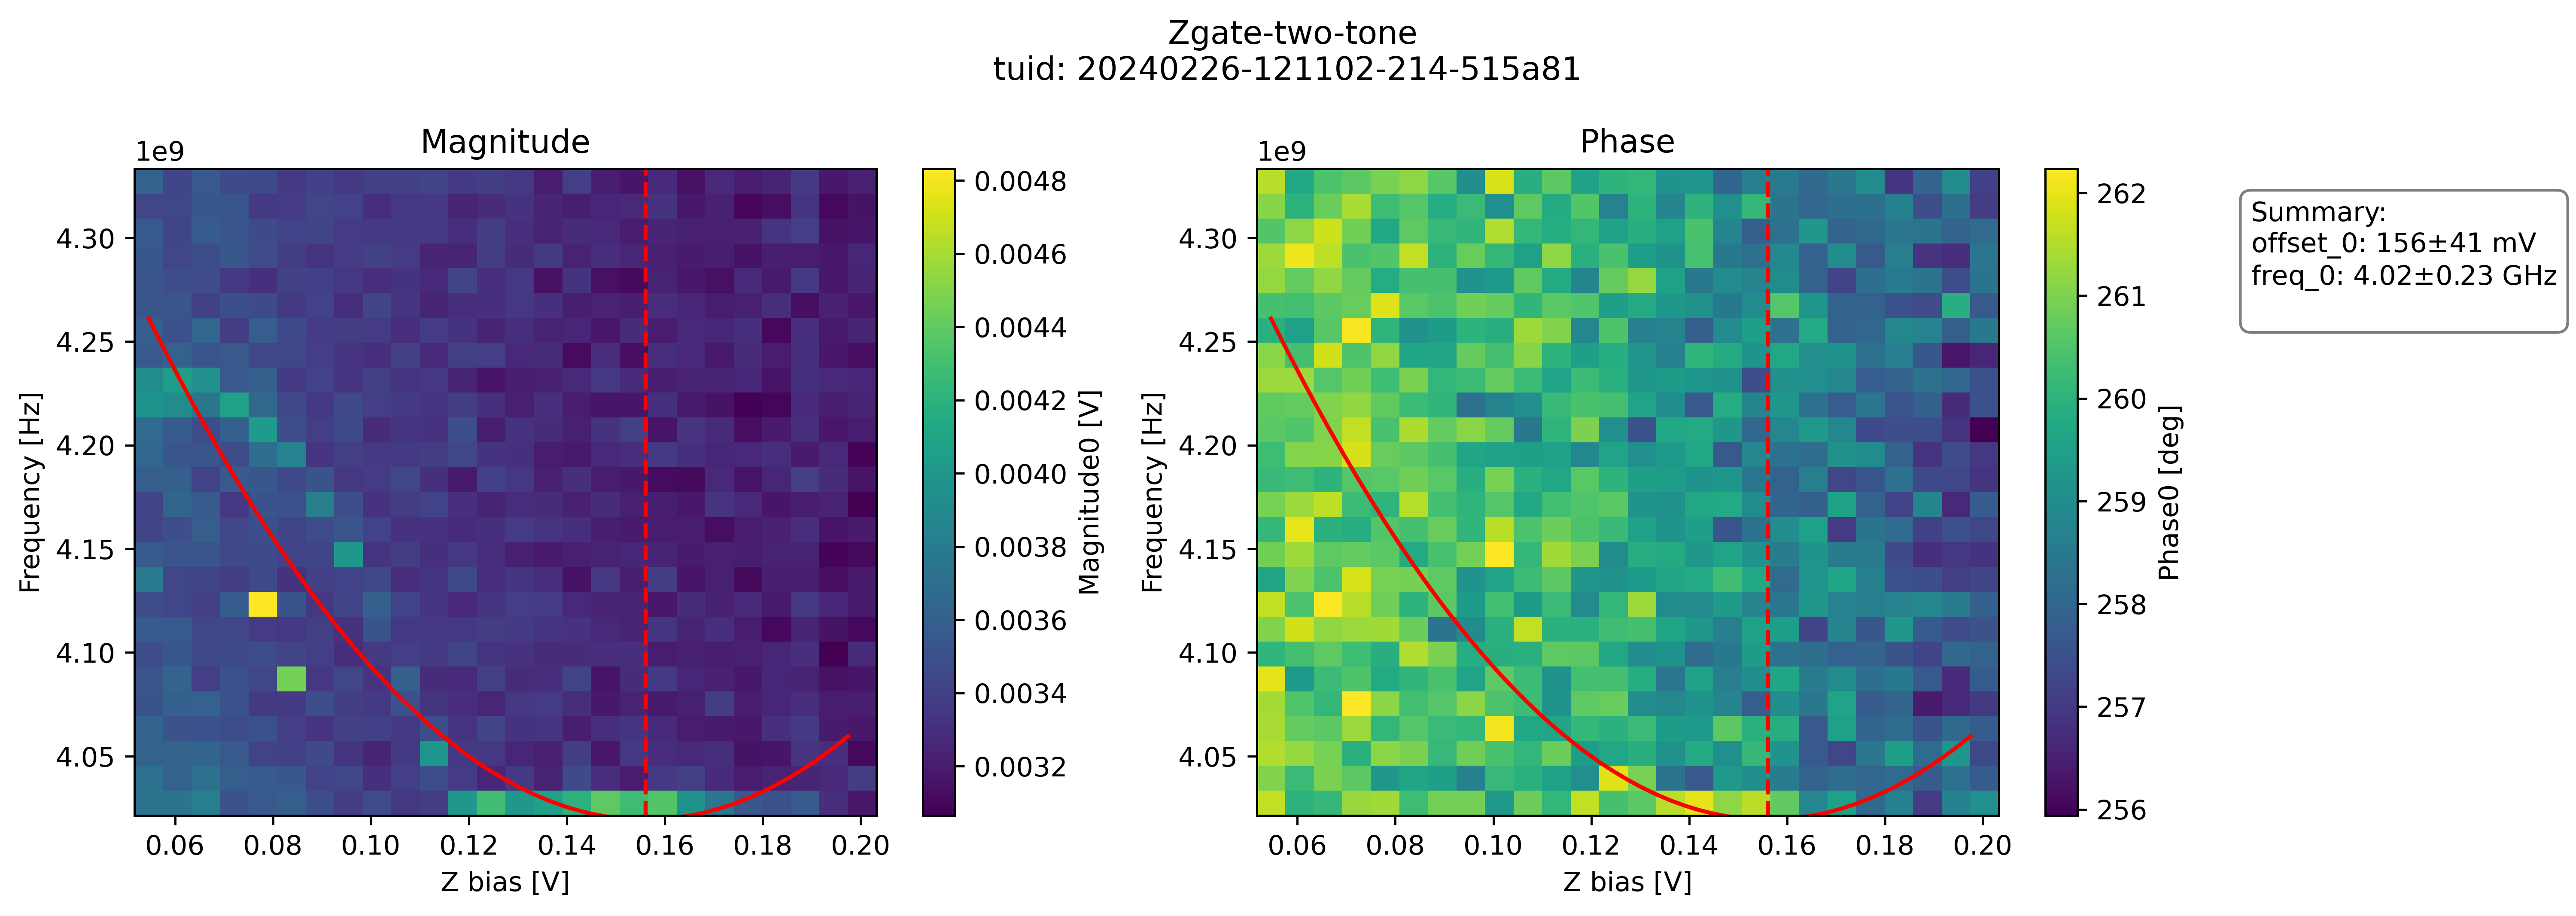 Zgate-two-tone
tuid: 20240226-121102-214-515a81
Magnitude
1e9
4.30
4.25
4.20
4.15
4.10
4.05
Frequency [Hz]
0.06 0.08 0.10 0.12 0.14 0.16 0.18 0.20
Z bias [V]
0.0048
0.0046
0.0044
0.0042
0.0040
0.0038
0.0036
0.0034
0.0032
Magnitude0 [V]
Phase
1e9
4.30
4.25
4.20
4.15
4.10
4.05
Frequency [Hz]
0.06 0.08 0.10 0.12 0.14 0.16 0.18 0.20
Z bias [V]
262
261
260
259
258
257
256
Phase0 [deg]
Summary:
offset_0: 156±41 mV
freq_0: 4.02±0.23 GHz